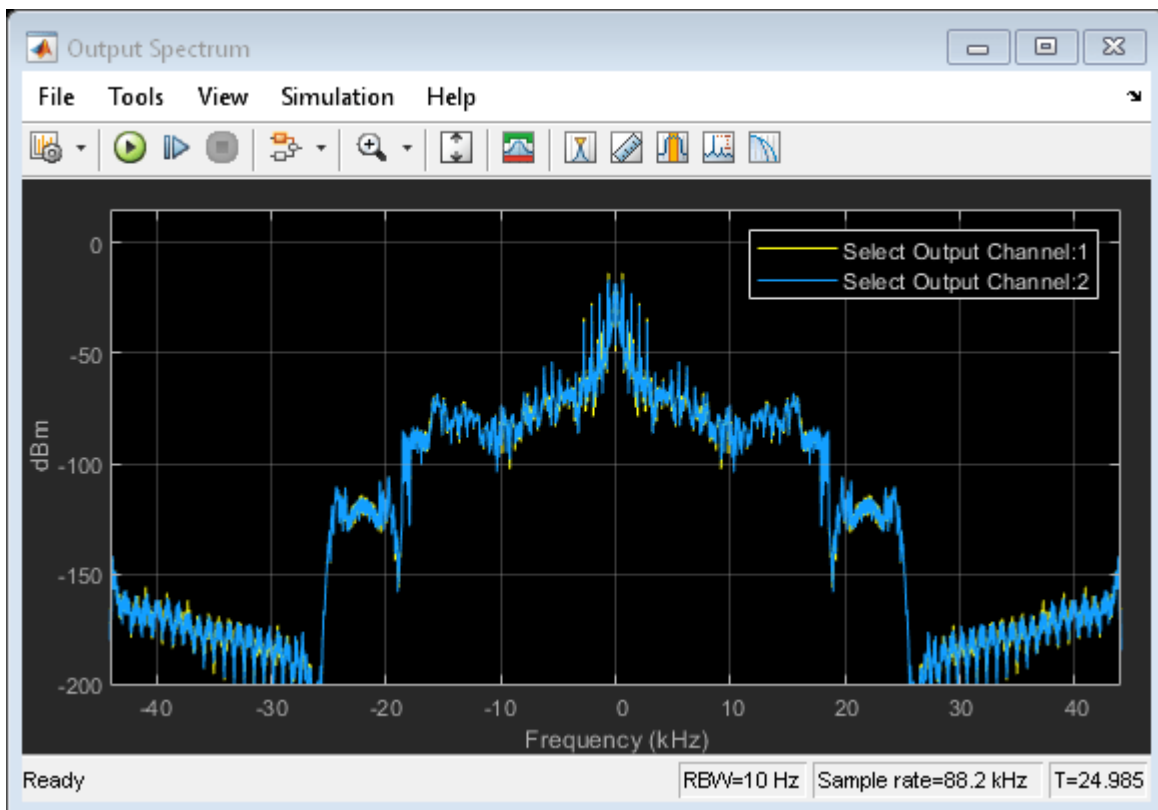 Output Spectrum
File Tools View Simulation Help
Select Output Channel:1
Select Output Channel:2
0
-50
-100
-150
-200
dBm
-40 -30 -20 -10 0 10 20 30 40
Frequency (kHz)
Ready RBW=10 Hz Sample rate=88.2 kHz T=24.985